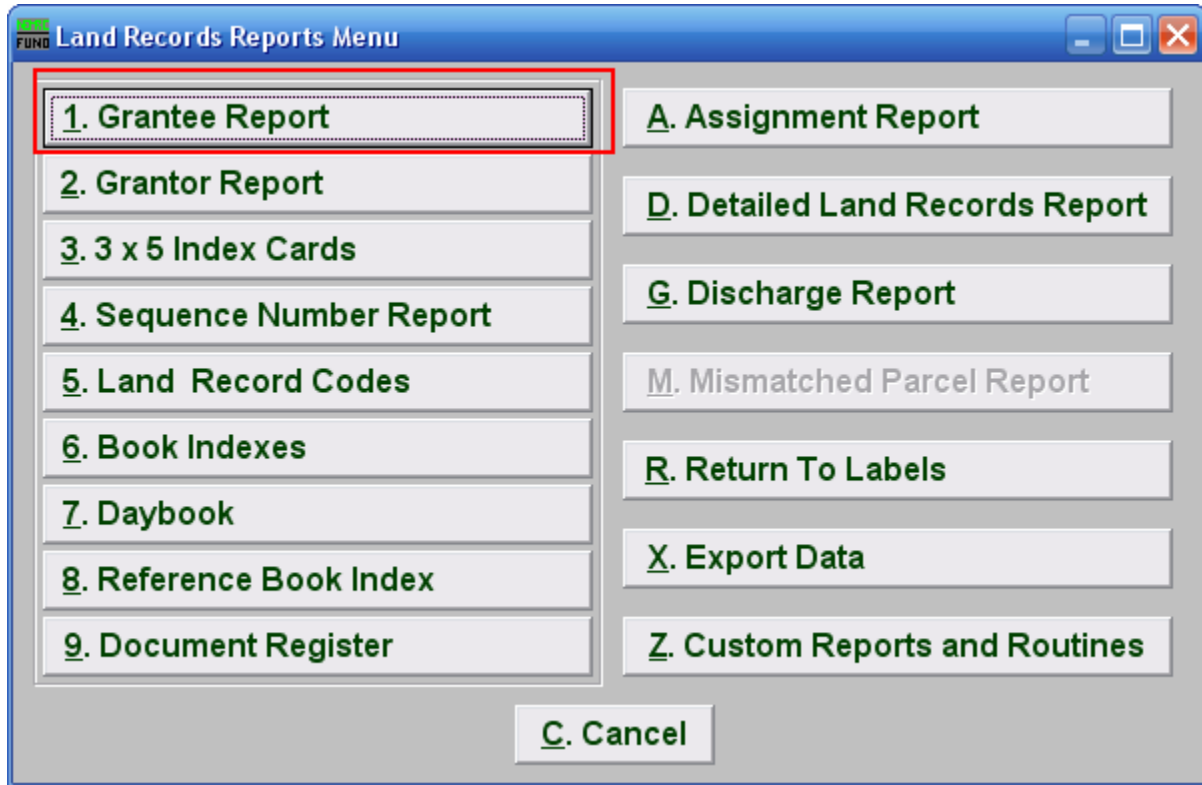 NEMRC
FUND
Land Records Reports Menu
1. Grantee Report
2. Grantor Report
3. 3 x 5 Index Cards
4. Sequence Number Report
5. Land  Record Codes
6. Book Indexes
7. Daybook
8. Reference Book Index
9. Document Register
A. Assignment Report
D. Detailed Land Records Report
G. Discharge Report
M. Mismatched Parcel Report
R. Return To Labels
X. Export Data
Z. Custom Reports and Routines
C. Cancel